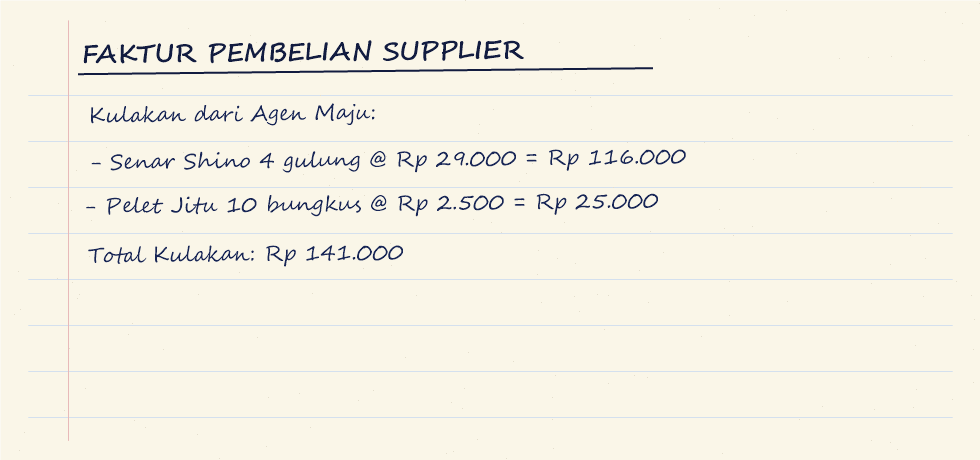 FAKTUR PEMBELIAN SUPPLIER
Kulakan dari Agen Maju:
- Senar Shino 4 gulung @ Rp 29.000 = Rp 116.000
- Pelet Jitu 10 bungkus @ Rp 2.500 = Rp 25.000
Total Kulakan: Rp 141.000